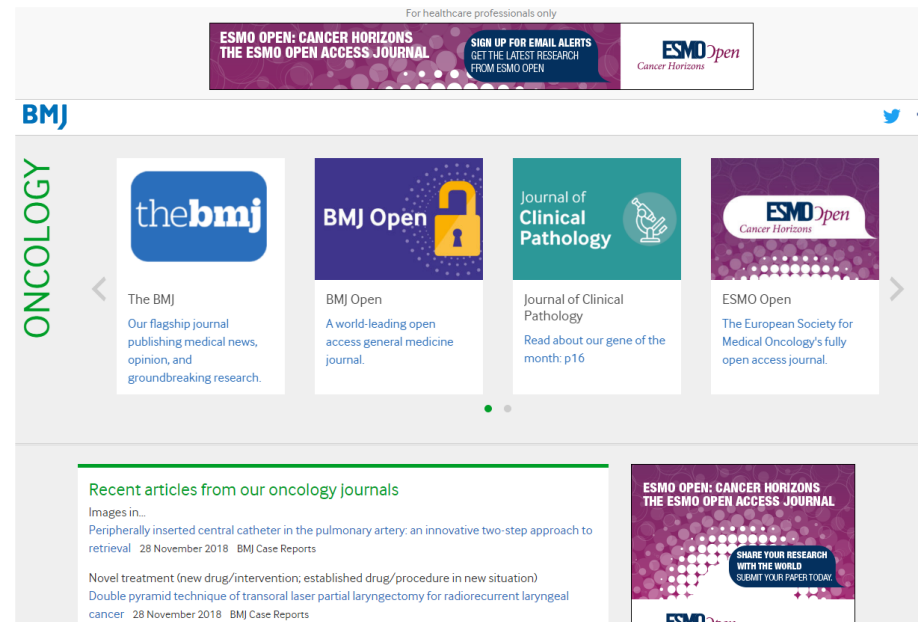 For healthcare professionals only
ESMO OPEN: CANCER HORIZONS
THE ESMO OPEN ACCESS JOURNAL
SIGN UP FOR EMAIL ALERTS
GET THE LATEST RESEARCH
FROM ESMO OPEN
ESMO Open
Cancer Horizons
BMJ
ONCOLOGY
thebmj
The BMJ
Our flagship journal
publishing medical news,
opinion, and
groundbreaking research.
BMJ Open
BMJ Open
A world-leading open
access general medicine
journal.
Journal of
Clinical
Pathology
Journal of Clinical
Pathology
Read about our gene of the
month: p16
ESMO Open
Cancer Horizons
ESMO Open
The European Society for
Medical Oncology's fully
open access journal.
Recent articles from our oncology journals
Images in...
Peripherally inserted central catheter in the pulmonary artery: an innovative two-step approach to
retrieval 28 November 2018 BMJ Case Reports
Novel treatment (new drug/intervention; established drug/procedure in new situation)
Double pyramid technique of transoral laser partial laryngectomy for radiorecurrent laryngeal
cancer 28 November 2018 BMJ Case Reports
ESMO OPEN: CANCER HORIZONS
THE ESMO OPEN ACCESS JOURNAL
SHARE YOUR RESEARCH
WITH THE WORLD
SUBMIT YOUR PAPER TODAY.
ESMO Open